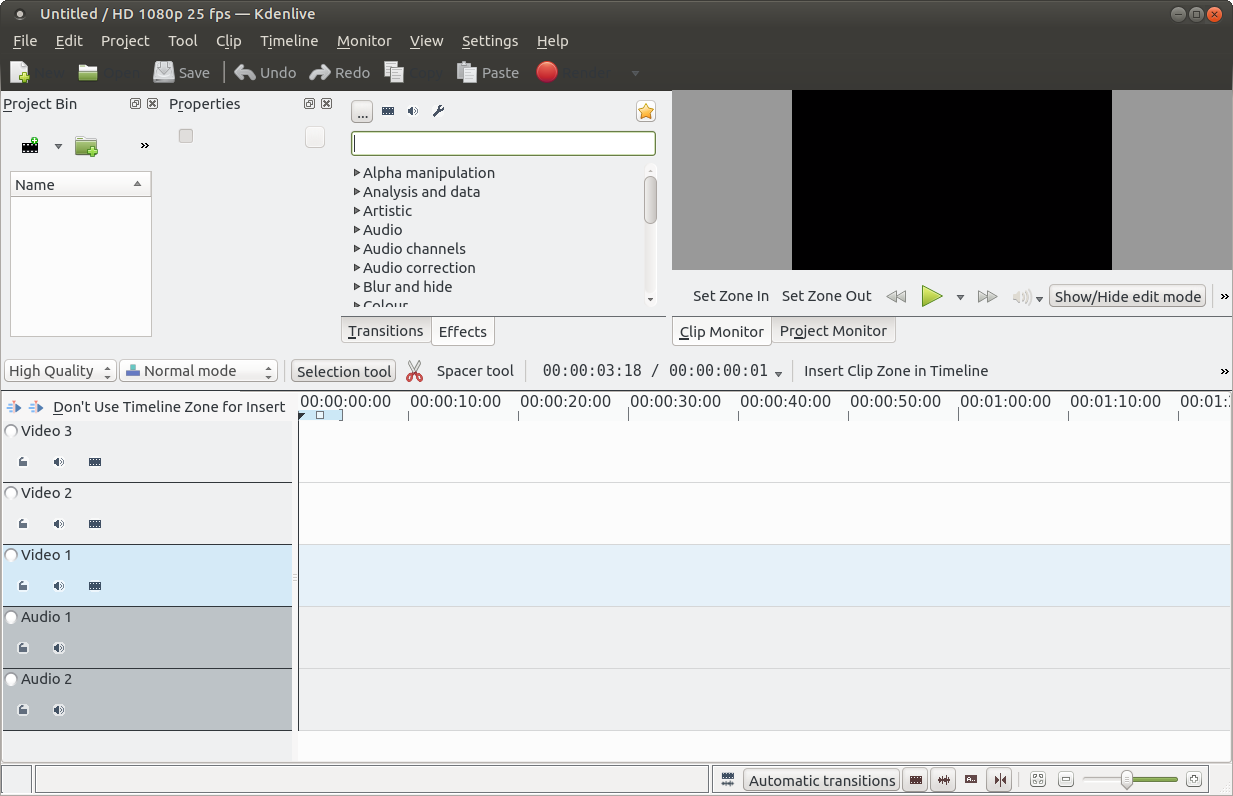 Untitled / HD 1080p 25 fps — Kdenlive
File Edit Project Tool Clip Timeline Monitor View Settings Help
New Open Save Undo Redo Copy Paste Render
Project Bin
Properties
...
Name
Alpha manipulation
Analysis and data
Artistic
Audio
Audio channels
Audio correction
Blur and hide
Colour
Transitions Effects
Set Zone In Set Zone Out Show/Hide edit mode »
Clip Monitor Project Monitor
High Quality Normal mode Selection tool Spacer tool 00:00:03:18 / 00:00:00:01 Insert Clip Zone in Timeline »
Don't Use Timeline Zone for Insert
00:00:00:00 00:00:10:00 00:00:20:00 00:00:30:00 00:00:40:00 00:00:50:00 00:01:00:00 00:01:10:00 00:01:
Video 3
Video 2
Video 1
Audio 1
Audio 2
Automatic transitions